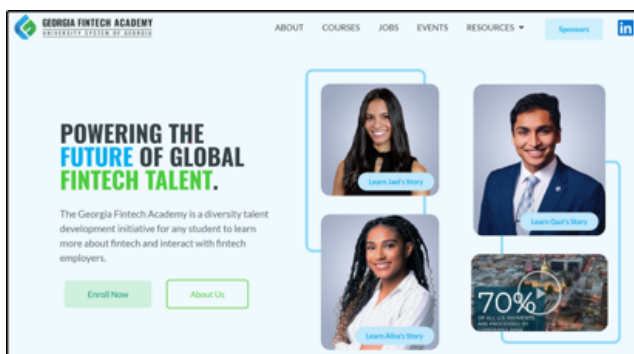 GEORGIA FINTECH ACADEMY
UNIVERSITY SYSTEM OF GEORGIA
ABOUT COURSES JOBS EVENTS RESOURCES Sponsors in
POWERING THE
FUTURE OF GLOBAL
FINTECH TALENT.
The Georgia Fintech Academy is a diversity talent
development initiative for any student to learn
more about fintech and interact with fintech
employers.
Enroll Now About Us
Learn Jael's Story
Learn Qazi's Story
Learn Alisa's Story
70%
OF ALL U.S. PAYMENTS
ARE PROCESSED BY